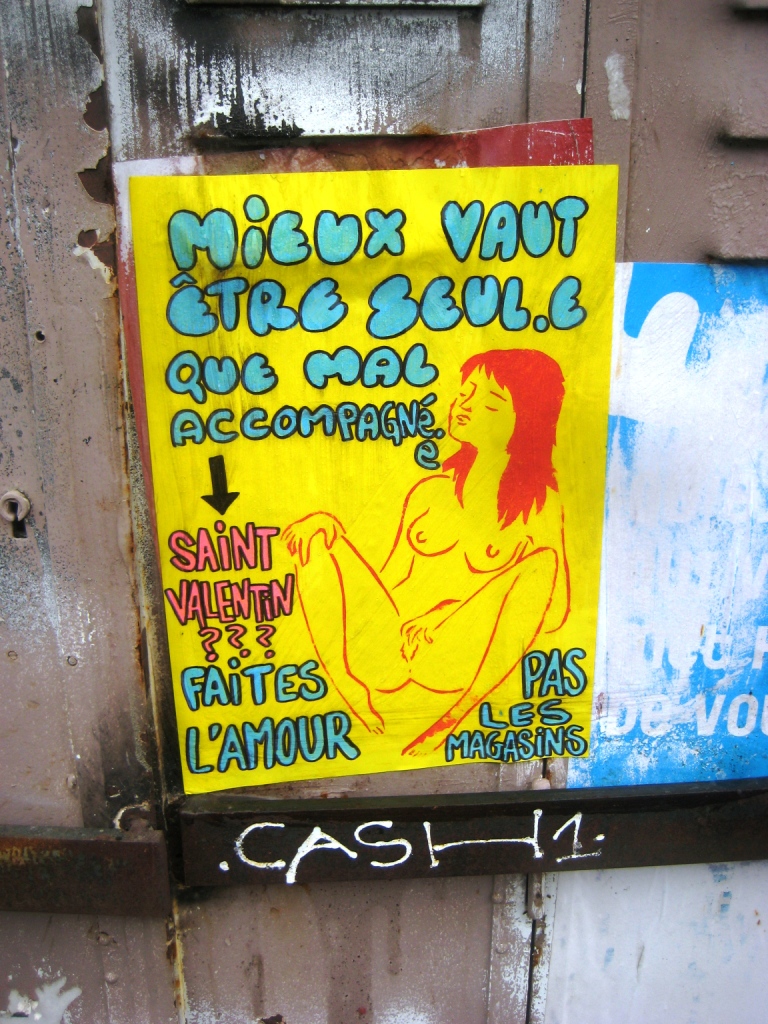 MIEUX VAUT
ÊTRE SEUL.E
QUE MAL
ACCOMPAGNÉ.
E
SAINT
VALENTIN
???
FAITES
L'AMOUR
PAS
LES
MAGASINS
.CASH1.